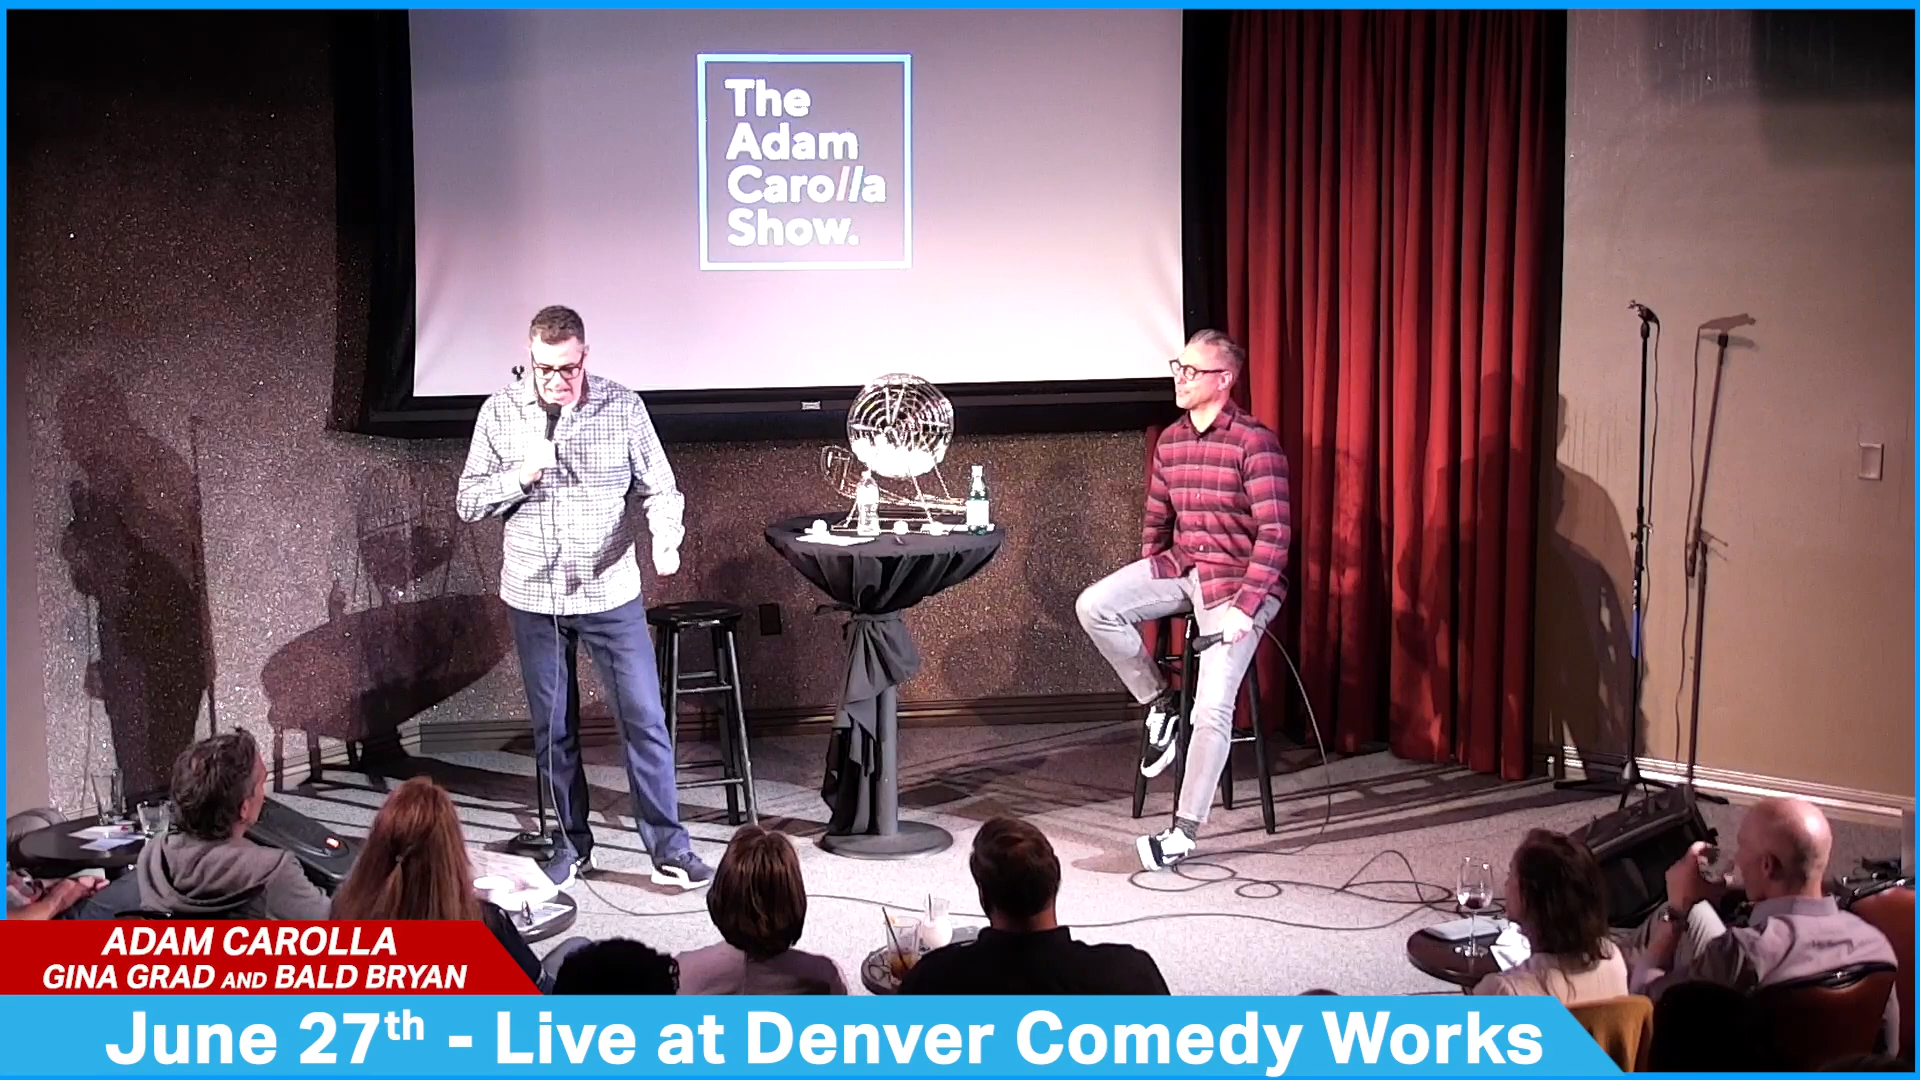 The
Adam
Carolla
Show.
ADAM CAROLLA
GINA GRAD AND BALD BRYAN
June 27th - Live at Denver Comedy Works